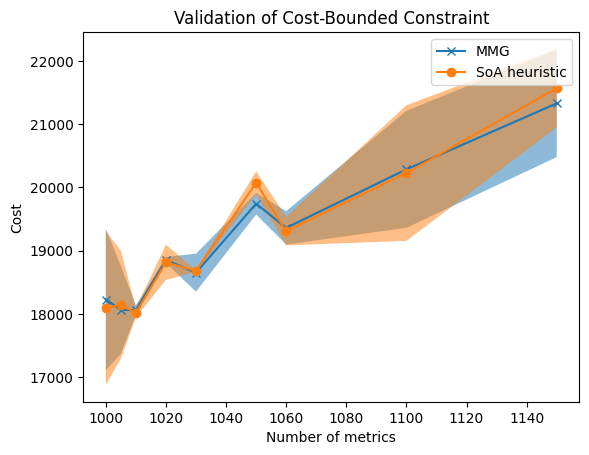 Validation of Cost-Bounded Constraint
MMG
SoA heuristic
Cost
22000
21000
20000
19000
18000
17000
1000
1020
1040
1060
1080
1100
1120
1140
Number of metrics